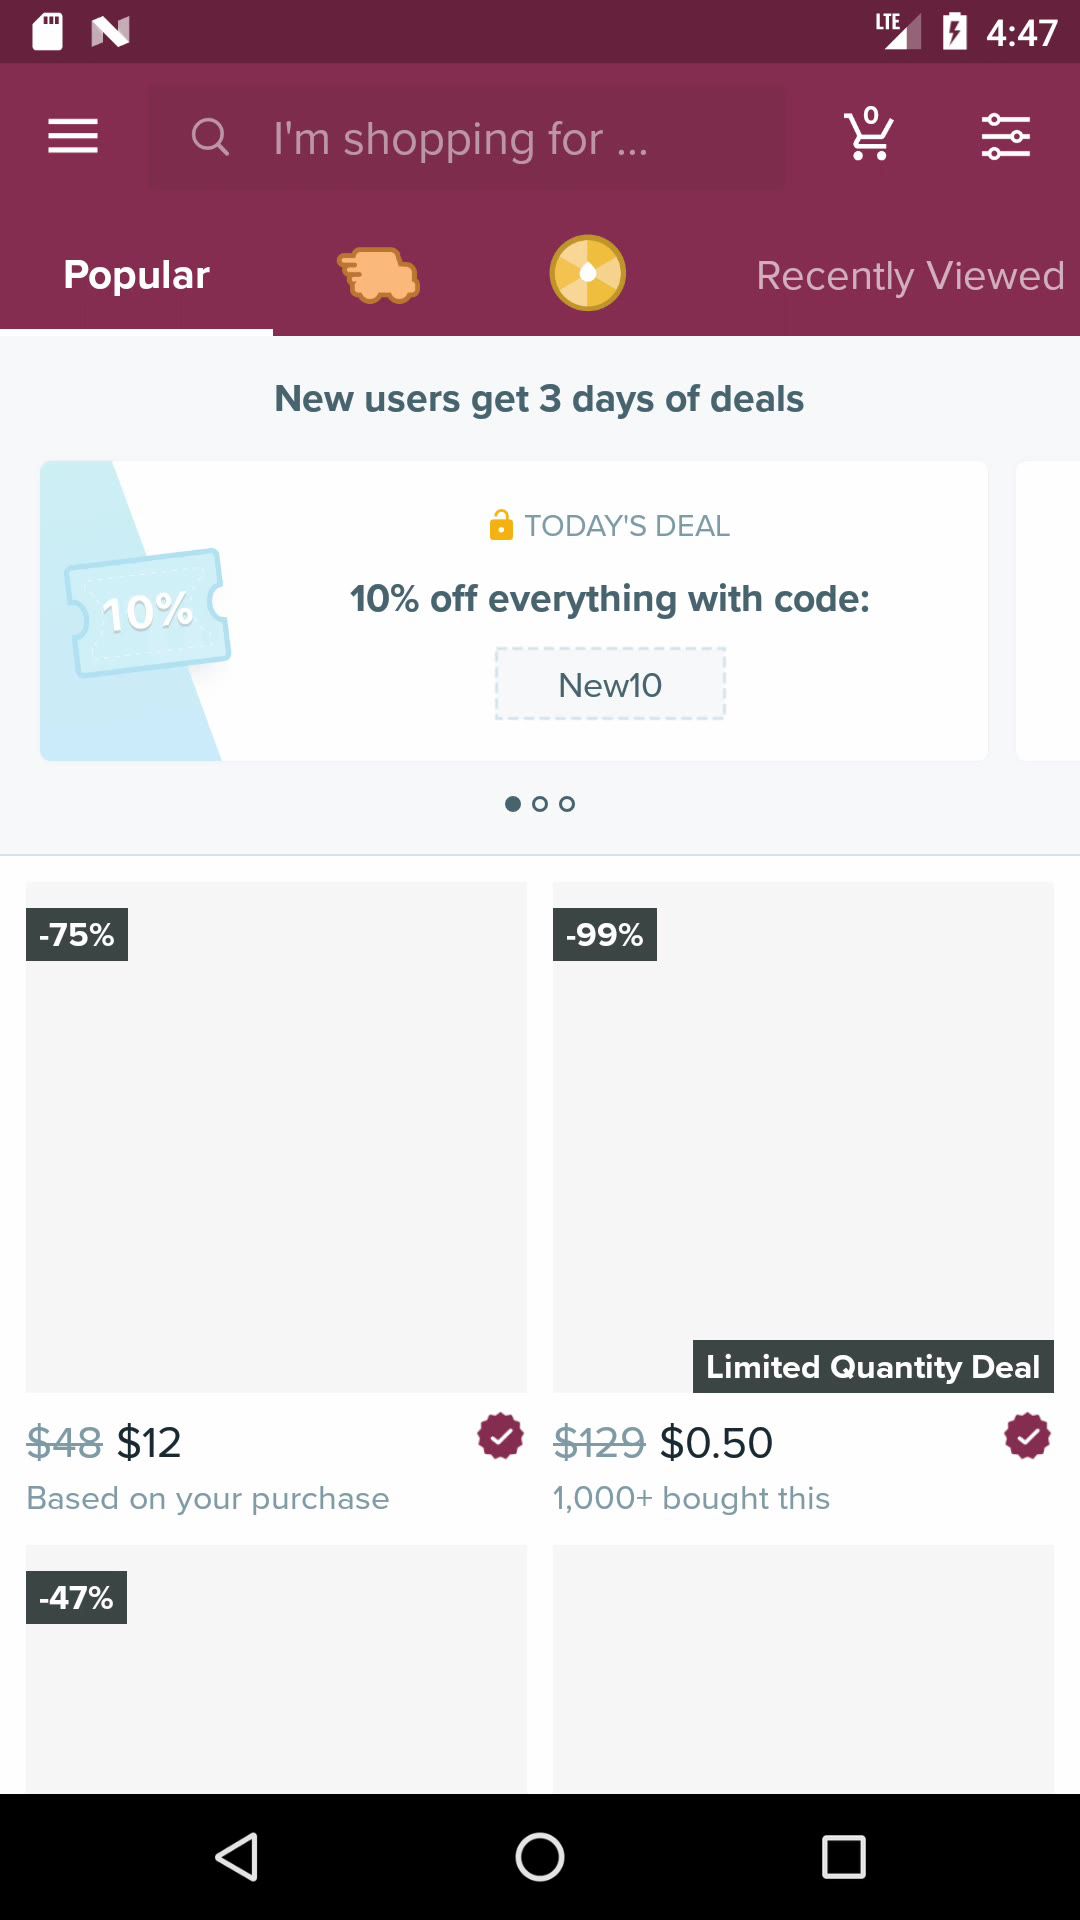 LTE 4:47
I'm shopping for ...
0
Popular
Recently Viewed
New users get 3 days of deals
TODAY'S DEAL
10%
10% off everything with code:
New10
-75%
-99%
Limited Quantity Deal
$48 $12
$129 $0.50
Based on your purchase
1,000+ bought this
-47%